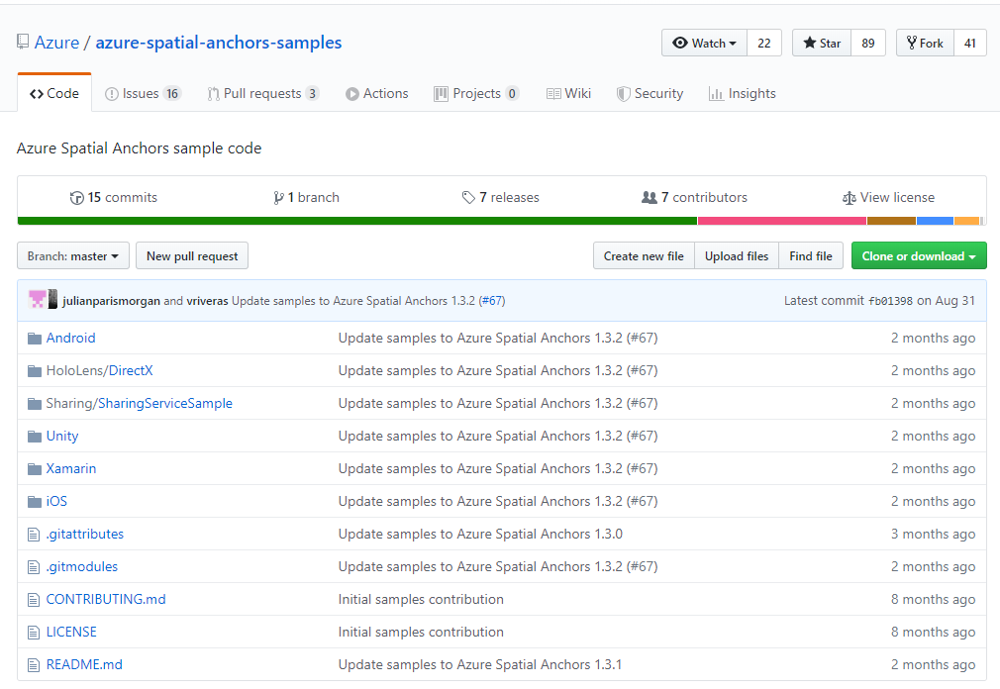 Azure / azure-spatial-anchors-samples Watch 22 Star 89 Fork 41
Code Issues 16 Pull requests 3 Actions Projects 0 Wiki Security Insights
Azure Spatial Anchors sample code
15 commits 1 branch 7 releases 7 contributors View license
Branch: master New pull request Create new file Upload files Find file Clone or download
julianparismorgan and vriveras Update samples to Azure Spatial Anchors 1.3.2 (#67) Latest commit fb01398 on Aug 31
Android Update samples to Azure Spatial Anchors 1.3.2 (#67) 2 months ago
HoloLens/DirectX Update samples to Azure Spatial Anchors 1.3.2 (#67) 2 months ago
Sharing/SharingServiceSample Update samples to Azure Spatial Anchors 1.3.2 (#67) 2 months ago
Unity Update samples to Azure Spatial Anchors 1.3.2 (#67) 2 months ago
Xamarin Update samples to Azure Spatial Anchors 1.3.2 (#67) 2 months ago
iOS Update samples to Azure Spatial Anchors 1.3.2 (#67) 2 months ago
.gitattributes Update samples to Azure Spatial Anchors 1.3.0 3 months ago
.gitmodules Update samples to Azure Spatial Anchors 1.3.2 (#67) 2 months ago
CONTRIBUTING.md Initial samples contribution 8 months ago
LICENSE Initial samples contribution 8 months ago
README.md Update samples to Azure Spatial Anchors 1.3.1 2 months ago